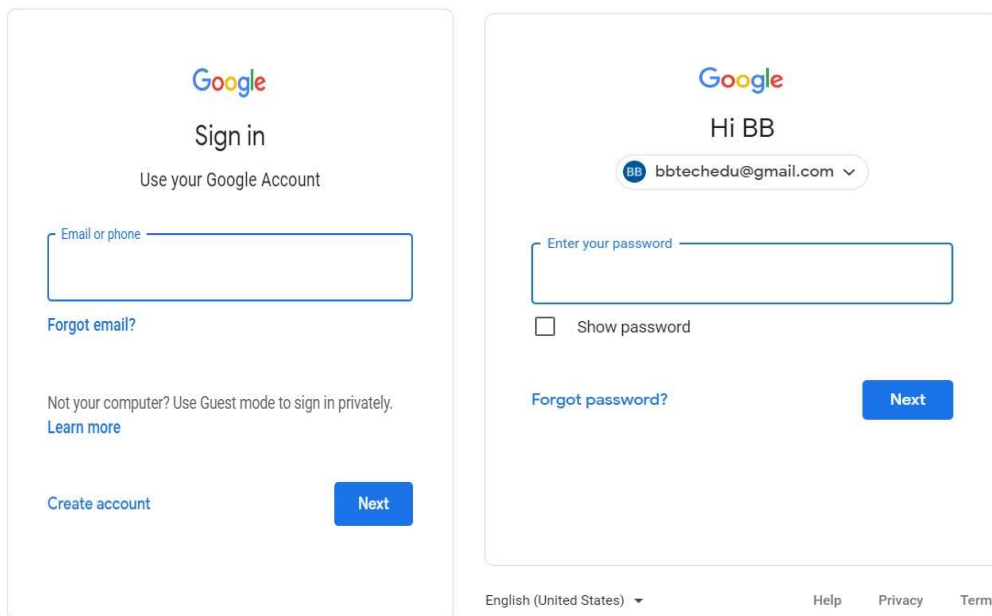 Google
Sign in
Use your Google Account
Email or phone
Forgot email?
Not your computer? Use Guest mode to sign in privately.
Learn more
Create account
Next
Google
Hi BB
BB bbtechedu@gmail.com
Enter your password
Show password
Forgot password?
Next
English (United States)
Help Privacy Term